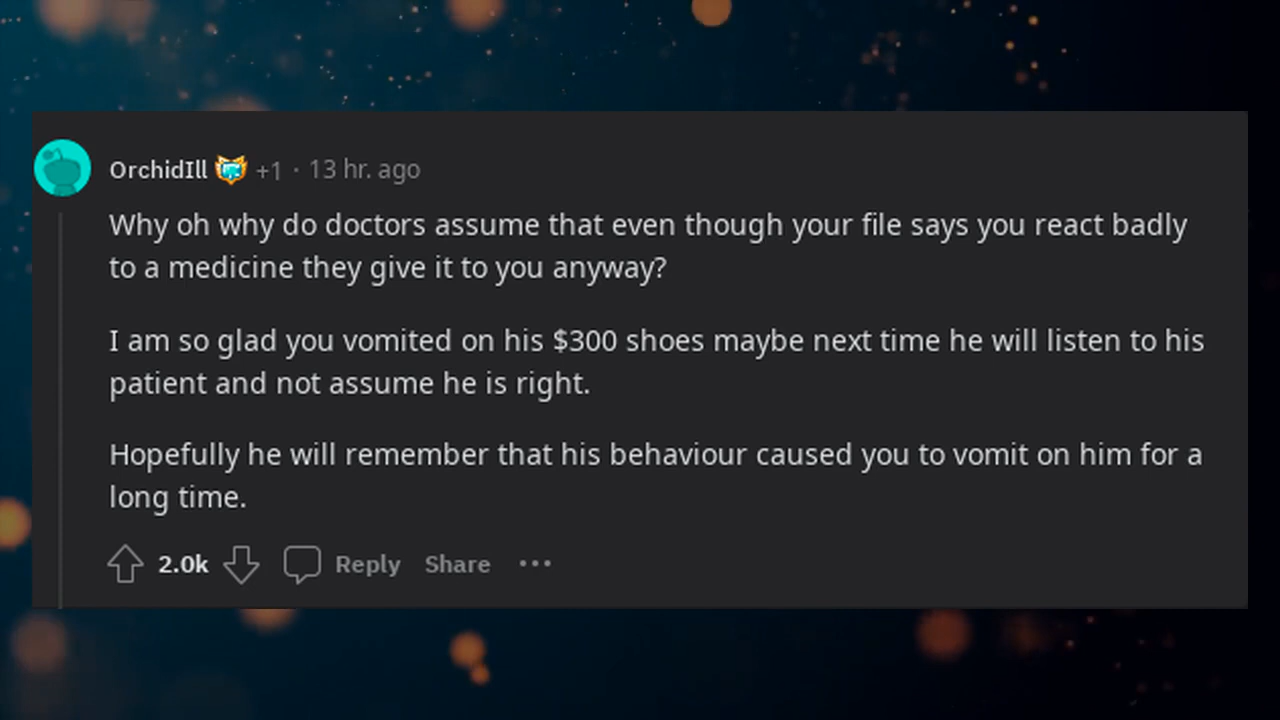 OrchidIll +1 · 13 hr. ago
Why oh why do doctors assume that even though your file says you react badly
to a medicine they give it to you anyway?
I am so glad you vomited on his $300 shoes maybe next time he will listen to his
patient and not assume he is right.
Hopefully he will remember that his behaviour caused you to vomit on him for a
long time.
2.0k Reply Share ···